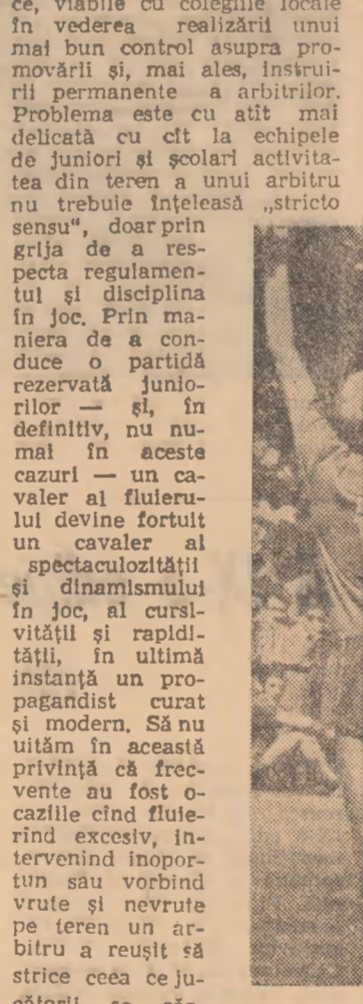 ce, viabile cu colegiile locale
în vederea realizării unui
mai bun control asupra pro-
movării și, mai ales, instrui-
rii permanente a arbitrilor.
Problema este cu atît mai
delicată cu cît la echipele
de juniori și școlari activita-
tea din teren a unui arbitru
nu trebuie înțeleasă „stricto
sensu“, doar prin
grija de a res-
pecta regulamen-
tul și disciplina
în joc. Prin ma-
niera de a con-
duce o partidă
rezervată junio-
rilor — și, în
definitiv, nu nu-
mai în aceste
cazuri — un ca-
valer al fluieru-
lui devine fortuit
un cavaler al
spectaculozității
și dinamismului
în joc, al cursi-
vității și rapidi-
tății, în ultimă
instanță un pro-
pagandist curat
și modern. Să nu
uităm în această
privință că frec-
vente au fost o-
caziile cînd fluie-
rînd excesiv, in-
tervenind inopor-
tun sau vorbind
vrute și nevrute
pe teren un ar-
bitru a reușit să
strice ceea ce ju-